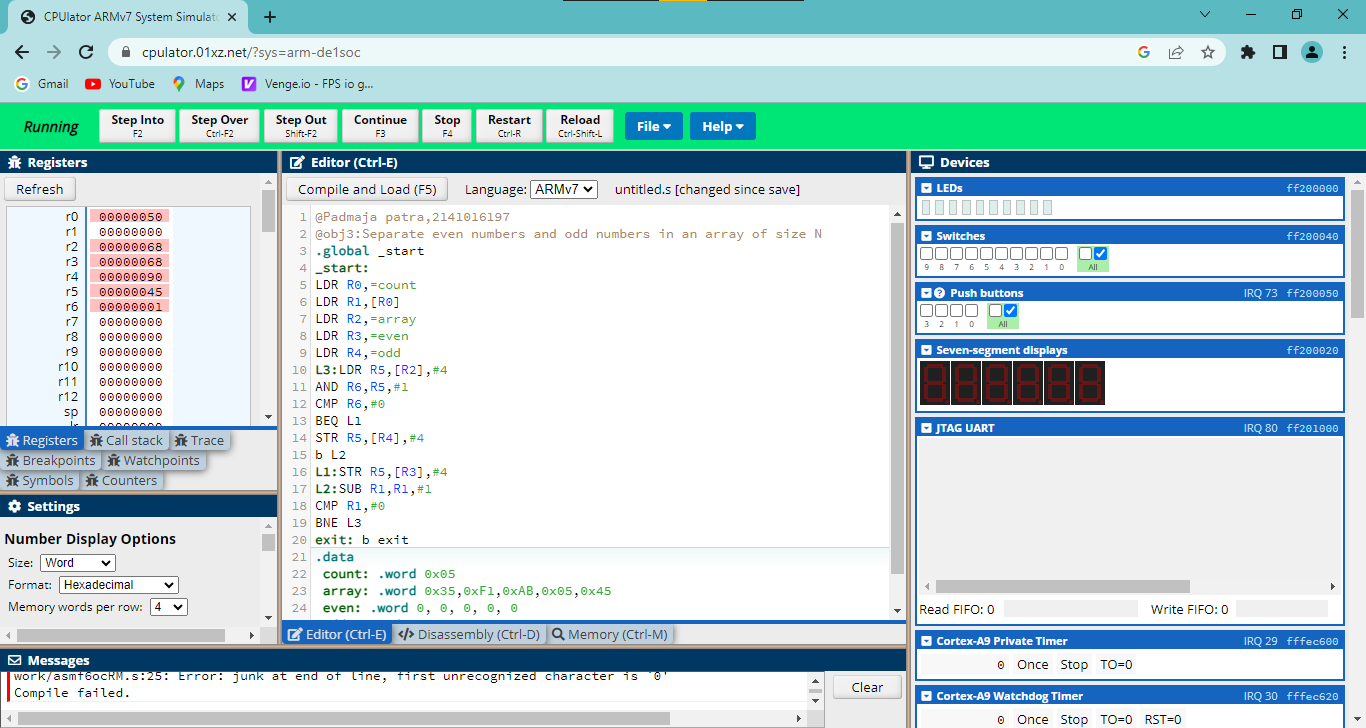 CPUlator ARMv7 System Simulato
cpulator.01xz.net/?sys=arm-de1soc
Gmail YouTube Maps Venge.io - FPS io g...
Running
Step Into F2
Step Over Ctrl-F2
Step Out Shift-F2
Continue F3
Stop F4
Restart Ctrl-R
Reload Ctrl-Shift-L
File
Help
Registers
Refresh
r0 00000050
r1 00000000
r2 00000068
r3 00000068
r4 00000090
r5 00000045
r6 00000001
r7 00000000
r8 00000000
r9 00000000
r10 00000000
r11 00000000
r12 00000000
sp 00000000
lr 00000000
Registers Call stack Trace
Breakpoints Watchpoints
Symbols Counters
Settings
Number Display Options
Size: Word
Format: Hexadecimal
Memory words per row: 4
Editor (Ctrl-E)
Compile and Load (F5) Language: ARMv7 untitled.s [changed since save]
1 @Padmaja patra,2141016197
2 @obj3:Separate even numbers and odd numbers in an array of size N
3 .global _start
4 _start:
5 LDR R0,=count
6 LDR R1,[R0]
7 LDR R2,=array
8 LDR R3,=even
9 LDR R4,=odd
10 L3:LDR R5,[R2],#4
11 AND R6,R5,#1
12 CMP R6,#0
13 BEQ L1
14 STR R5,[R4],#4
15 b L2
16 L1:STR R5,[R3],#4
17 L2:SUB R1,R1,#1
18 CMP R1,#0
19 BNE L3
20 exit: b exit
21 .data
22 count: .word 0x05
23 array: .word 0x35,0xF1,0xAB,0x05,0x45
24 even: .word 0, 0, 0, 0, 0
Editor (Ctrl-E) Disassembly (Ctrl-D) Memory (Ctrl-M)
Messages
work/asmf6ocRM.s:25: Error: junk at end of line, first unrecognized character is `0'
Compile failed.
Clear
Devices
LEDs ff200000
Switches ff200040
9 8 7 6 5 4 3 2 1 0 All
Push buttons IRQ 73 ff200050
3 2 1 0 All
Seven-segment displays ff200020
JTAG UART IRQ 80 ff201000
Read FIFO: 0 Write FIFO: 0
Cortex-A9 Private Timer IRQ 29 fffec600
0 Once Stop TO=0
Cortex-A9 Watchdog Timer IRQ 30 fffec620
0 Once Stop TO=0 RST=0